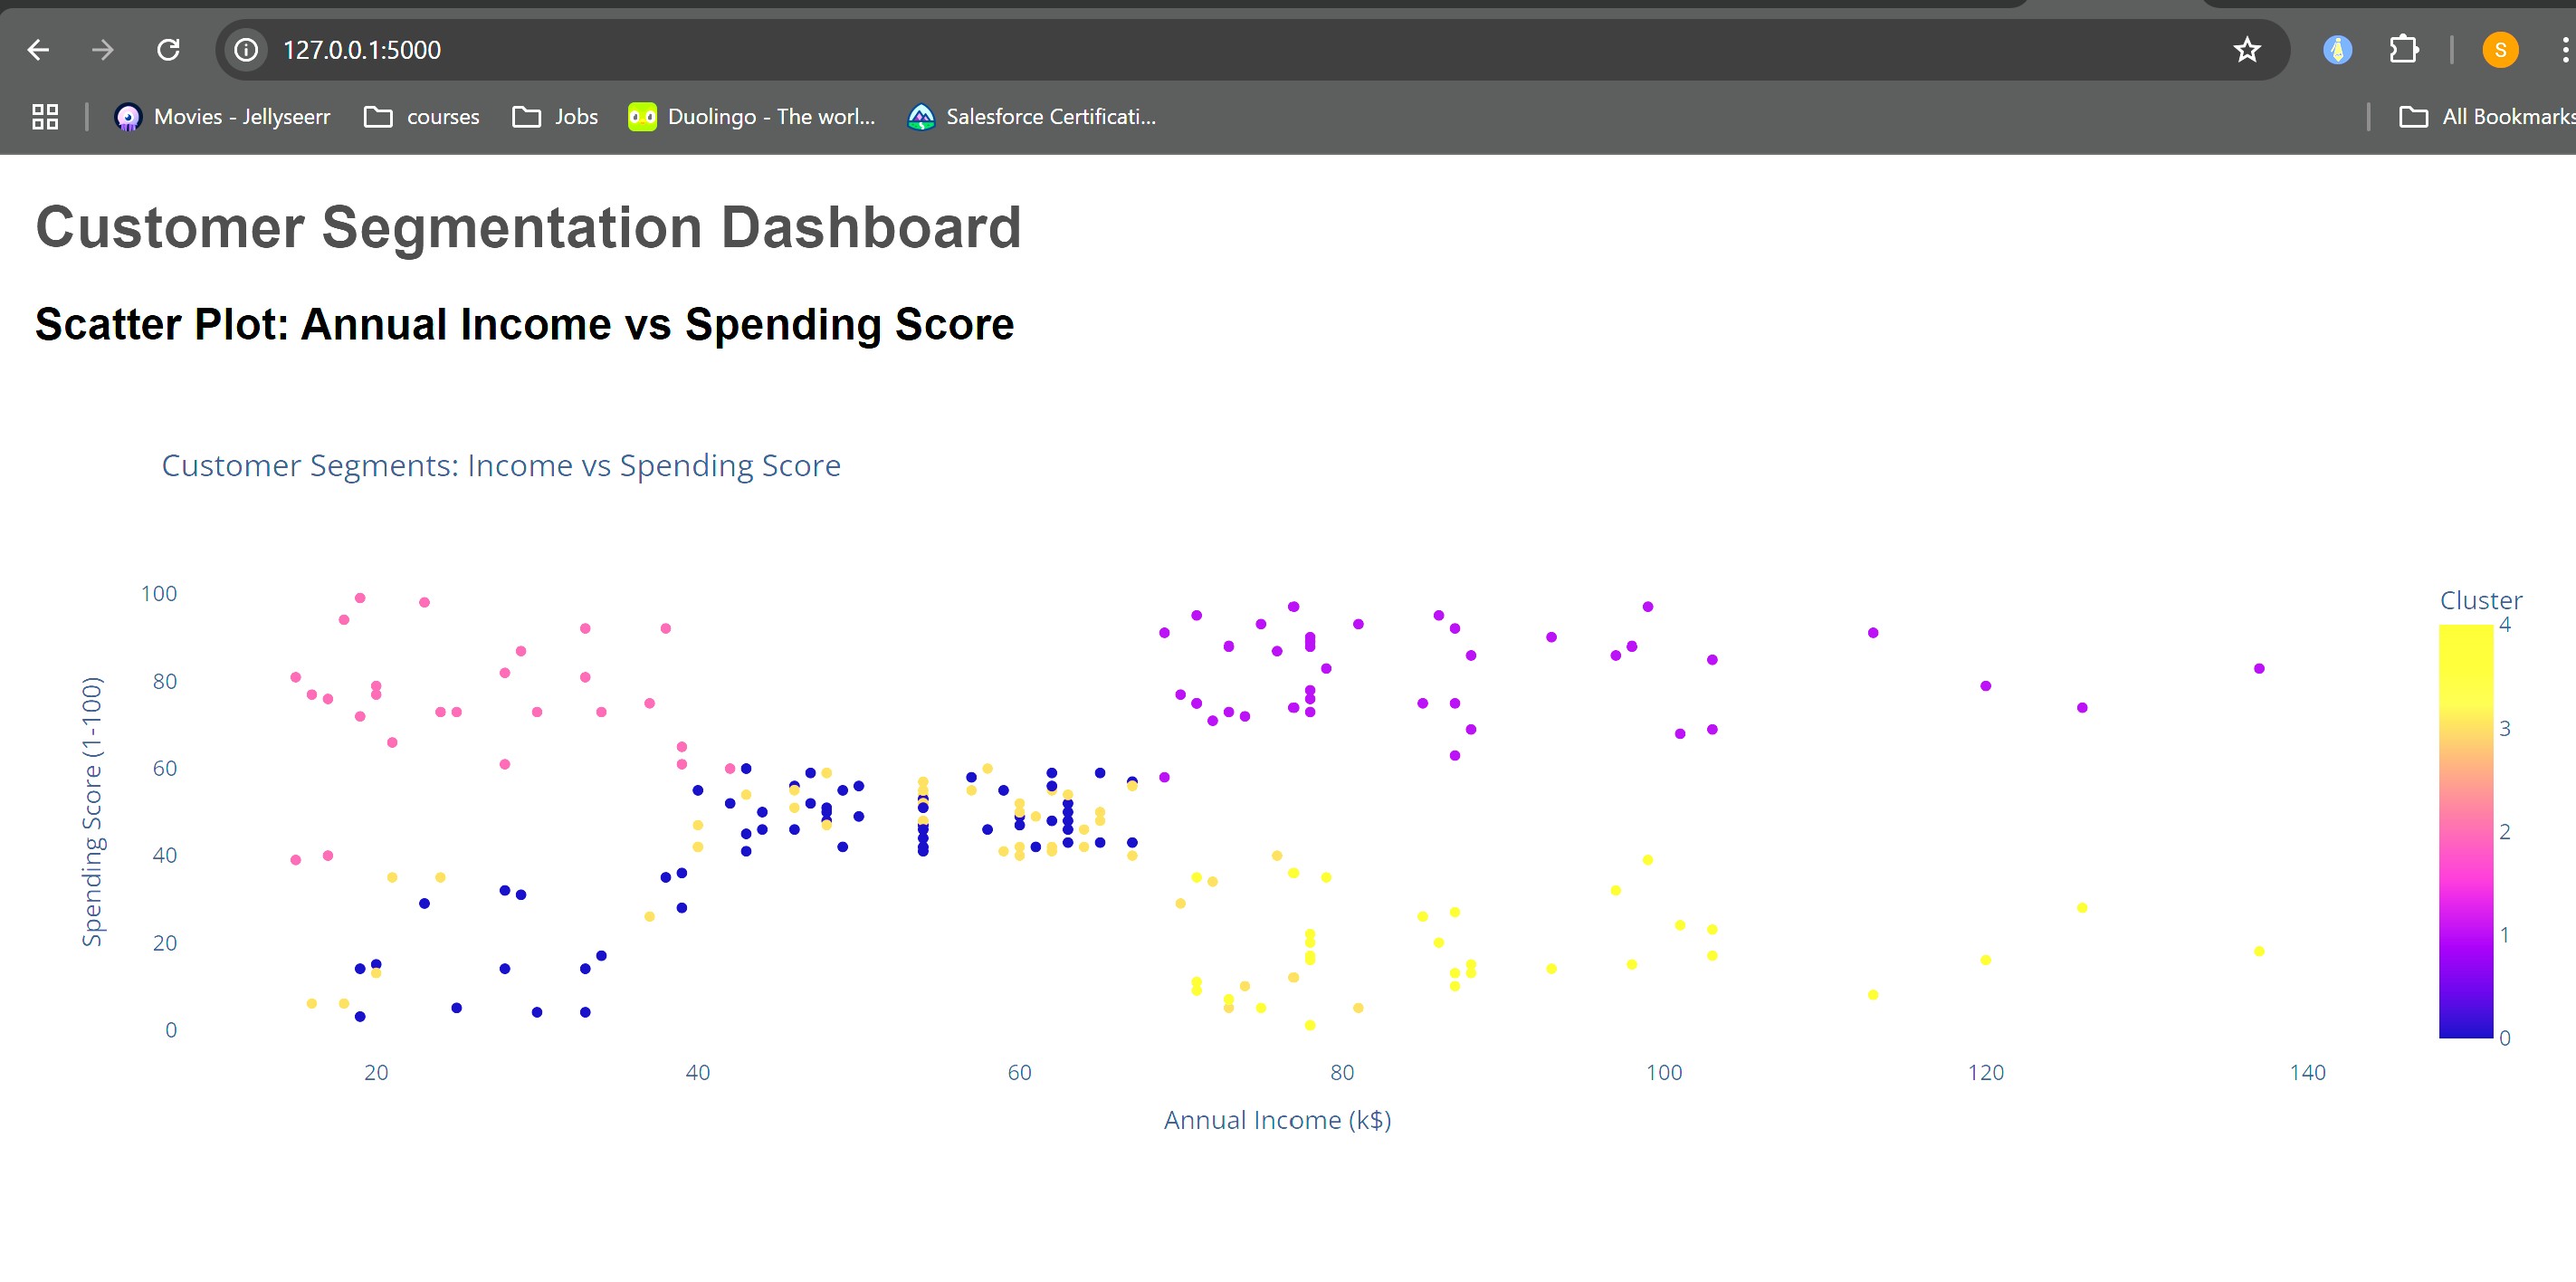 127.0.0.1:5000
S
Movies - Jellyseerr courses Jobs Duolingo - The worl... Salesforce Certificati... All Bookmarks
Customer Segmentation Dashboard
Scatter Plot: Annual Income vs Spending Score
Customer Segments: Income vs Spending Score
Spending Score (1-100)
100
80
60
40
20
0
20 40 60 80 100 120 140
Annual Income (k$)
Cluster
4
3
2
1
0